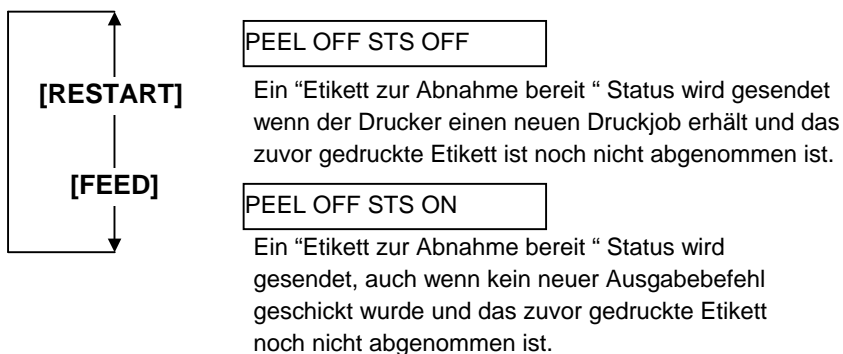 PEEL OFF STS OFF
[RESTART]
Ein “Etikett zur Abnahme bereit “ Status wird gesendet
wenn der Drucker einen neuen Druckjob erhält und das
zuvor gedruckte Etikett ist noch nicht abgenommen ist.
[FEED]
PEEL OFF STS ON
Ein “Etikett zur Abnahme bereit “ Status wird
gesendet, auch wenn kein neuer Ausgabebefehl
geschickt wurde und das zuvor gedruckte Etikett
noch nicht abgenommen ist.